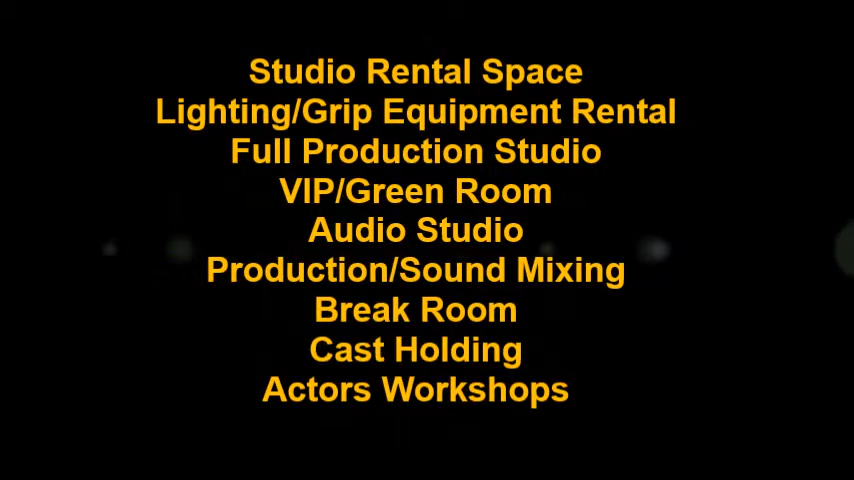 Studio Rental Space
Lighting/Grip Equipment Rental
Full Production Studio
VIP/Green Room
Audio Studio
Production/Sound Mixing
Break Room
Cast Holding
Actors Workshops